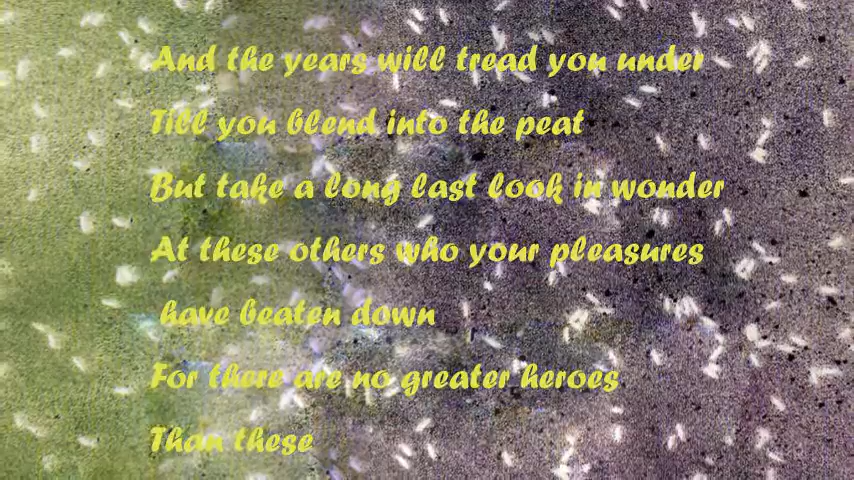 And the years will tread you under
Till you blend into the peat
But take a long last look in wonder
At these others who your pleasures
have beaten down
For there are no greater heroes
Than these